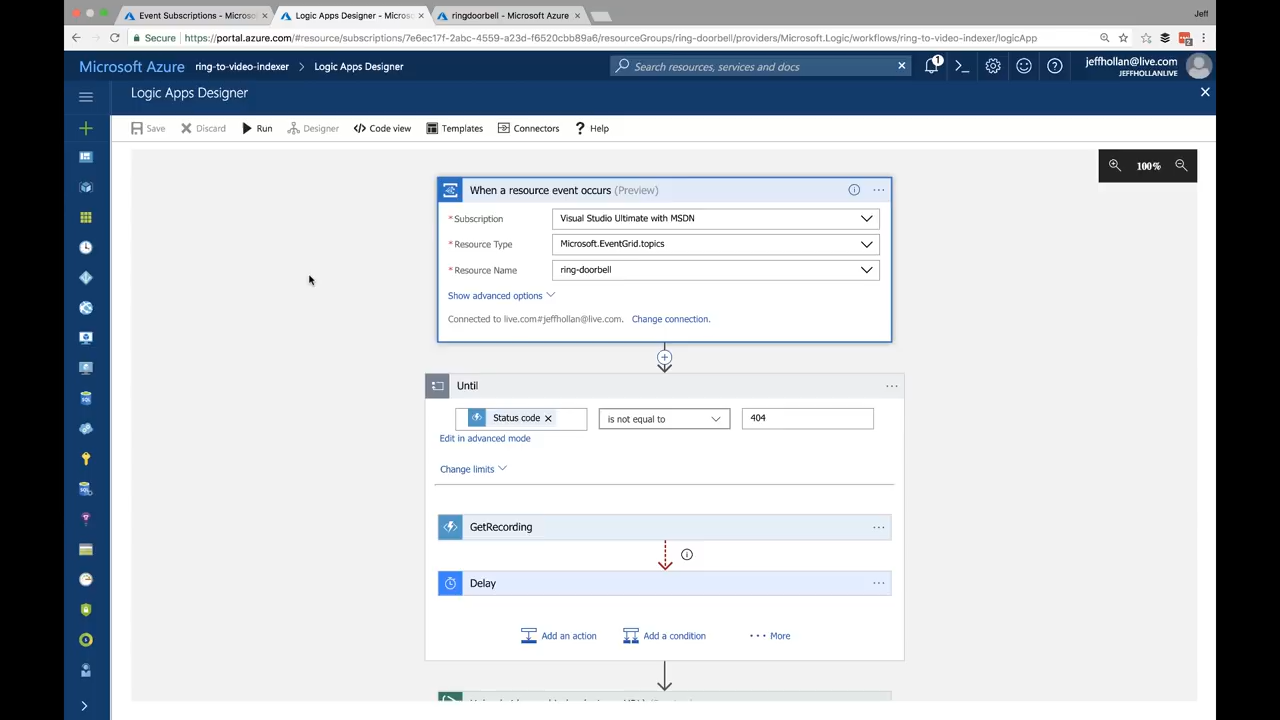 Event Subscriptions - Microso
Logic Apps Designer - Microso
ringdoorbell - Microsoft Azure
Jeff
Secure
https://portal.azure.com/#resource/subscriptions/7e6ec17f-2abc-4559-a23d-f6520cbb89a6/resourceGroups/ring-doorbell/providers/Microsoft.Logic/workflows/ring-to-video-indexer/logicApp
Microsoft Azure ring-to-video-indexer > Logic Apps Designer
Search resources, services and docs
1
jeffhollan@live.com
JEFFHOLLANLIVE
Logic Apps Designer
Save Discard Run Designer Code view Templates Connectors Help
100%
When a resource event occurs (Preview)
*Subscription Visual Studio Ultimate with MSDN
*Resource Type Microsoft.EventGrid.topics
*Resource Name ring-doorbell
Show advanced options
Connected to live.com#jeffhollan@live.com. Change connection.
Until
Status code is not equal to 404
Edit in advanced mode
Change limits
GetRecording
Delay
Add an action Add a condition ··· More